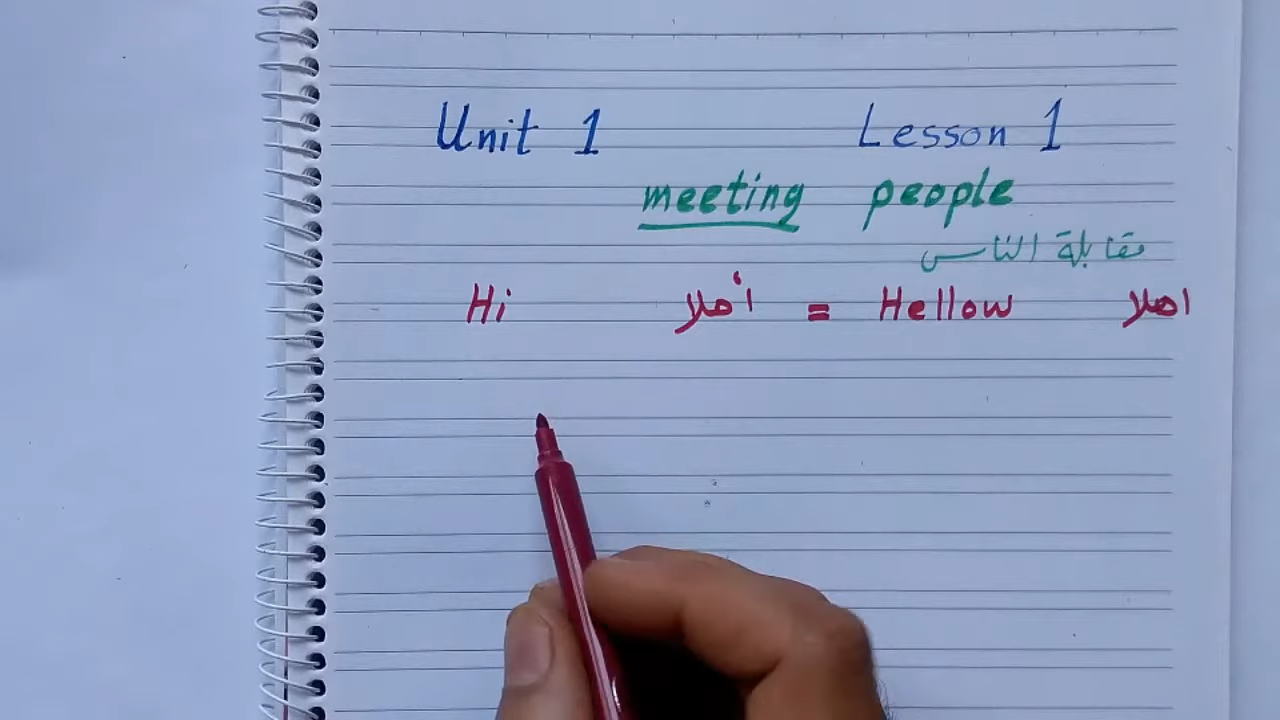 Unit 1 Lesson 1
meeting people
مقابلة الناس
Hi أهلا = Hellow اهلا